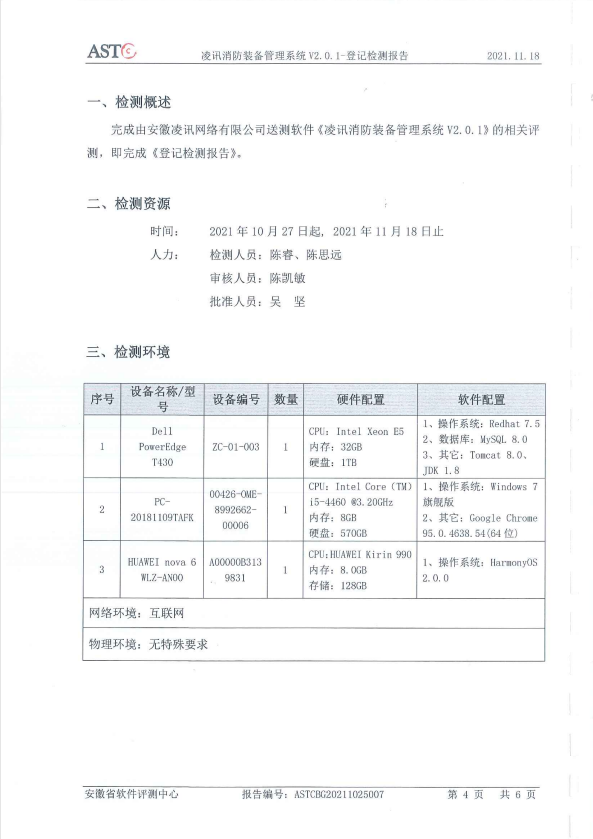 ASTC 凌讯消防装备管理系统 V2.0.1-登记检测报告 2021.11.18
一、检测概述
完成由安徽凌讯网络有限公司送测软件《凌讯消防装备管理系统 V2.0.1》的相关评
测，即完成《登记检测报告》。
二、检测资源
时间： 2021 年 10 月 27 日起, 2021 年 11 月 18 日止
人力： 检测人员：陈睿、陈思远
审核人员：陈凯敏
批准人员：吴 坚
三、检测环境
序号 设备名称/型号 设备编号 数量 硬件配置 软件配置
1 Dell PowerEdge T430 ZC-01-003 1 CPU：Intel Xeon E5 内存：32GB 硬盘：1TB 1、操作系统：Redhat 7.5 2、数据库：MySQL 8.0 3、其它：Tomcat 8.0、JDK 1.8
2 PC-20181109TAFK 00426-OME-8992662-00006 1 CPU：Intel Core（TM）i5-4460 @3.20GHz 内存：8GB 硬盘：570GB 1、操作系统：Windows 7 旗舰版 2、其它：Google Chrome 95.0.4638.54(64 位)
3 HUAWEI nova 6 WLZ-AN00 A00000B3139831 1 CPU:HUAWEI Kirin 990 内存：8.0GB 存储：128GB 1、操作系统：HarmonyOS 2.0.0
网络环境：互联网
物理环境：无特殊要求
安徽省软件评测中心 报告编号：ASTCBG20211025007 第 4 页 共 6 页